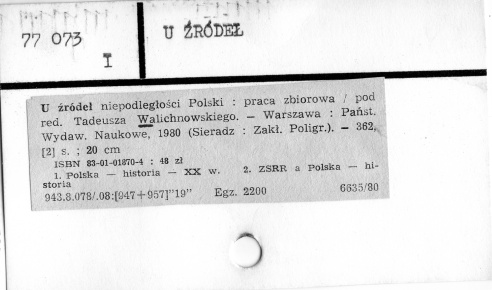 77 073
I
U ŹRÓDEŁ
U źródeł niepodległości Polski : praca zbiorowa / pod
red. Tadeusza Walichnowskiego. — Warszawa : Państ.
Wydaw. Naukowe, 1980 (Sieradz : Zakł. Poligr.). — 362,
[2] s. ; 20 cm
ISBN 83-01-01870-4 : 48 zł
1. Polska — historia — XX w. 2. ZSRR a Polska — hi-
storia
943.8.078/.08:[947+957]"19" Egz. 2200 6635/80